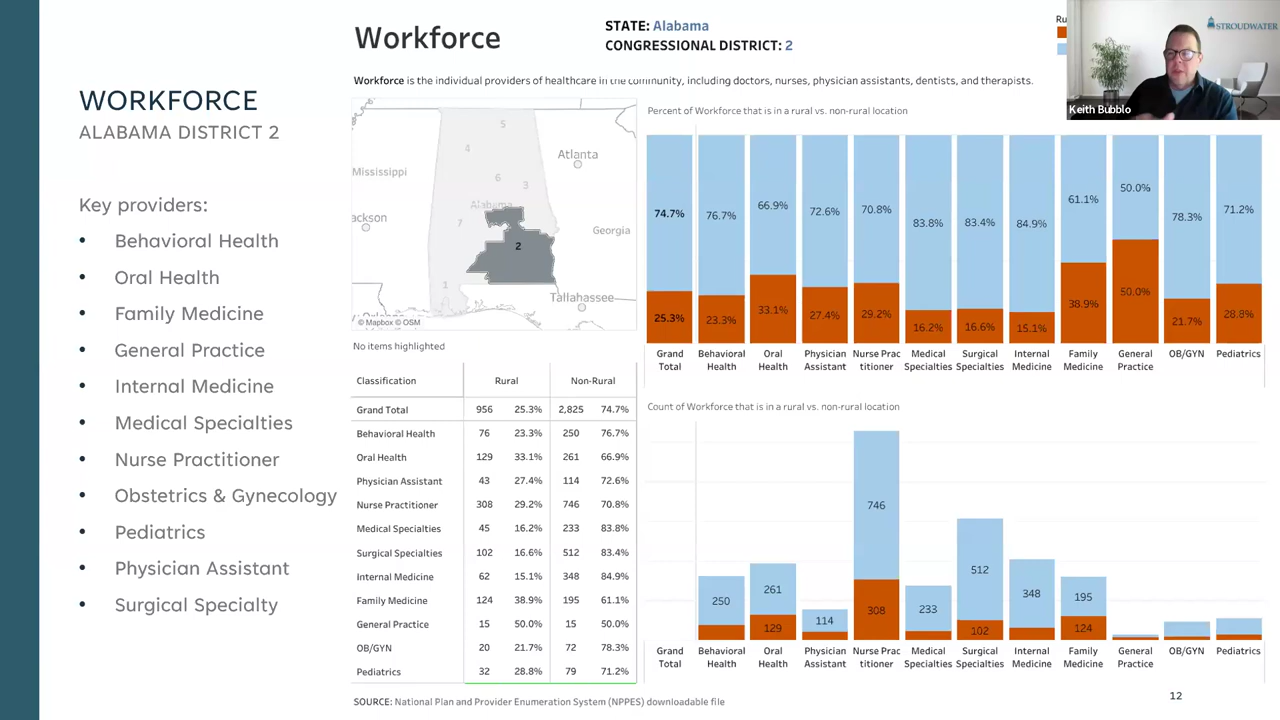 WORKFORCE
ALABAMA DISTRICT 2
Key providers:
• Behavioral Health
• Oral Health
• Family Medicine
• General Practice
• Internal Medicine
• Medical Specialties
• Nurse Practitioner
• Obstetrics & Gynecology
• Pediatrics
• Physician Assistant
• Surgical Specialty
Workforce
STATE: Alabama
CONGRESSIONAL DISTRICT: 2
Ru
STROUDWATER
Keith Bubblo
Workforce is the individual providers of healthcare in the community, including doctors, nurses, physician assistants, dentists, and therapists.
5
4
Atlanta
Mississippi
6
3
Alabama
ackson
7
2
Georgia
1
Tallahassee
© Mapbox © OSM
No items highlighted
Classification Rural Non-Rural
Grand Total 956 25.3% 2,825 74.7%
Behavioral Health 76 23.3% 250 76.7%
Oral Health 129 33.1% 261 66.9%
Physician Assistant 43 27.4% 114 72.6%
Nurse Practitioner 308 29.2% 746 70.8%
Medical Specialties 45 16.2% 233 83.8%
Surgical Specialties 102 16.6% 512 83.4%
Internal Medicine 62 15.1% 348 84.9%
Family Medicine 124 38.9% 195 61.1%
General Practice 15 50.0% 15 50.0%
OB/GYN 20 21.7% 72 78.3%
Pediatrics 32 28.8% 79 71.2%
Percent of Workforce that is in a rural vs. non-rural location
74.7% 76.7% 66.9% 72.6% 70.8% 83.8% 83.4% 84.9% 61.1% 50.0% 78.3% 71.2%
25.3% 23.3% 33.1% 27.4% 29.2% 16.2% 16.6% 15.1% 38.9% 50.0% 21.7% 28.8%
Grand Behavioral Oral Physician Nurse Prac Medical Surgical Internal Family General OB/GYN Pediatrics
Total Health Health Assistant titioner Specialties Specialties Medicine Medicine Practice
Count of Workforce that is in a rural vs. non-rural location
250 261 114 746 233 512 348 195
129 308 102 124
Grand Behavioral Oral Physician Nurse Prac Medical Surgical Internal Family General OB/GYN Pediatrics
Total Health Health Assistant titioner Specialties Specialties Medicine Medicine Practice
SOURCE: National Plan and Provider Enumeration System (NPPES) downloadable file
12